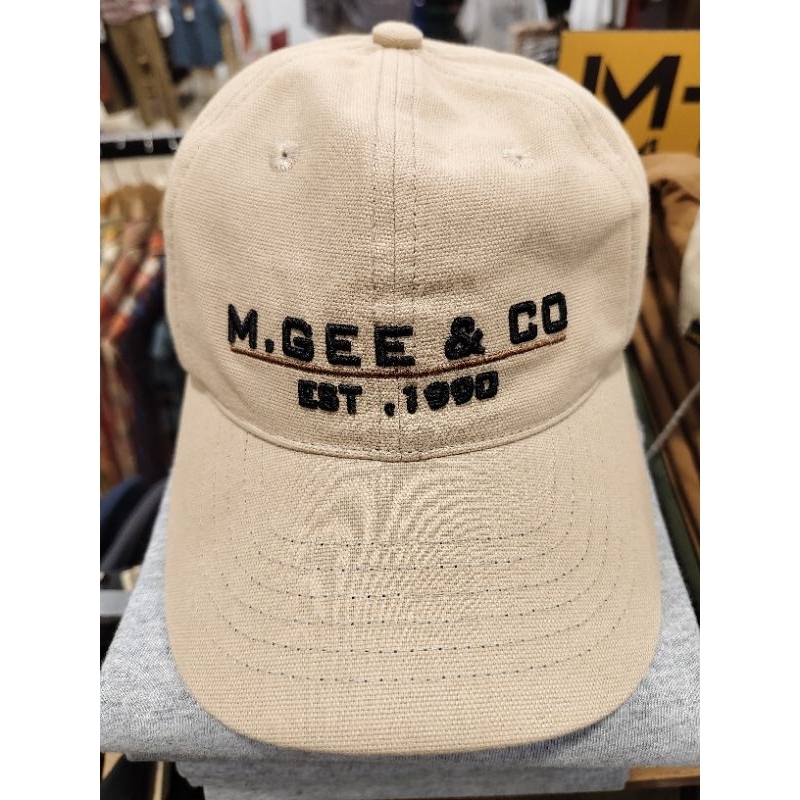 M.GEE & CO
EST .1990
M-